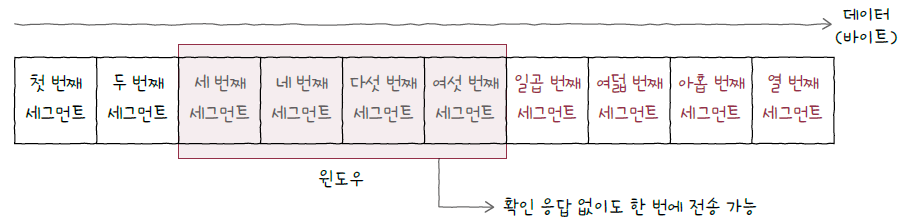 데이터
(바이트)
첫 번째 두 번째 세 번째 네 번째 다섯 번째 여섯 번째 일곱 번째 여덟 번째 아홉 번째 열 번째
세그먼트 세그먼트 세그먼트 세그먼트 세그먼트 세그먼트 세그먼트 세그먼트 세그먼트 세그먼트
윈도우
확인 응답 없이도 한 번에 전송 가능